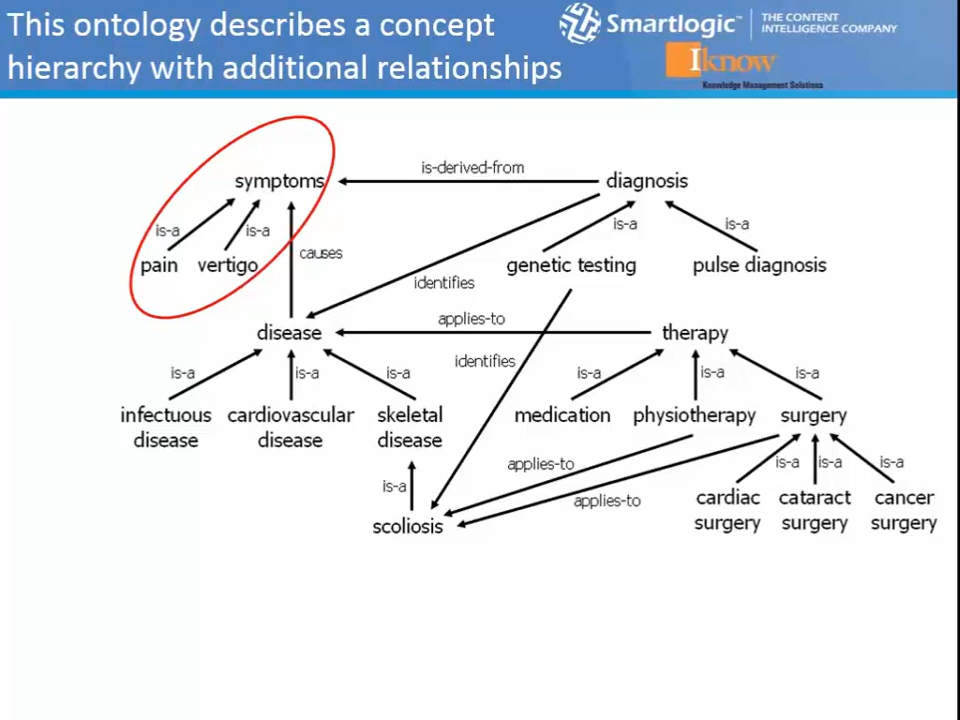 This ontology describes a concept
hierarchy with additional relationships
Smartlogic™
THE CONTENT
INTELLIGENCE COMPANY
Iknow
Knowledge Management Solutions
symptoms
is-derived-from
diagnosis
is-a
is-a
is-a
is-a
pain
vertigo
causes
genetic testing
pulse diagnosis
identifies
disease
applies-to
therapy
identifies
is-a
is-a
is-a
is-a
is-a
is-a
infectuous
disease
cardiovascular
disease
skeletal
disease
medication
physiotherapy
surgery
is-a
applies-to
applies-to
is-a
is-a
is-a
scoliosis
cardiac
surgery
cataract
surgery
cancer
surgery